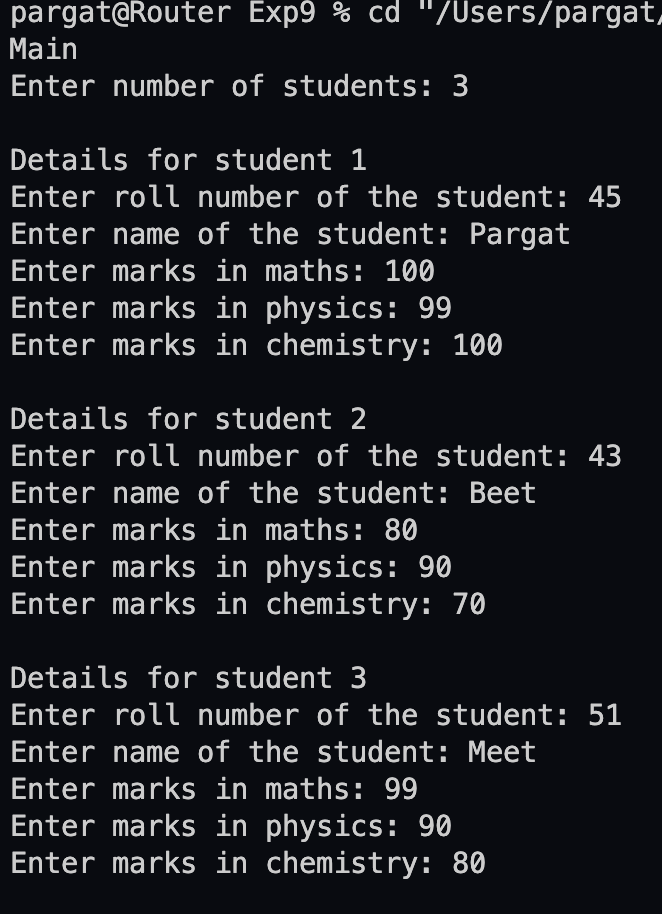 pargat@Router Exp9 % cd "/Users/pargat/
Main
Enter number of students: 3
Details for student 1
Enter roll number of the student: 45
Enter name of the student: Pargat
Enter marks in maths: 100
Enter marks in physics: 99
Enter marks in chemistry: 100
Details for student 2
Enter roll number of the student: 43
Enter name of the student: Beet
Enter marks in maths: 80
Enter marks in physics: 90
Enter marks in chemistry: 70
Details for student 3
Enter roll number of the student: 51
Enter name of the student: Meet
Enter marks in maths: 99
Enter marks in physics: 90
Enter marks in chemistry: 80